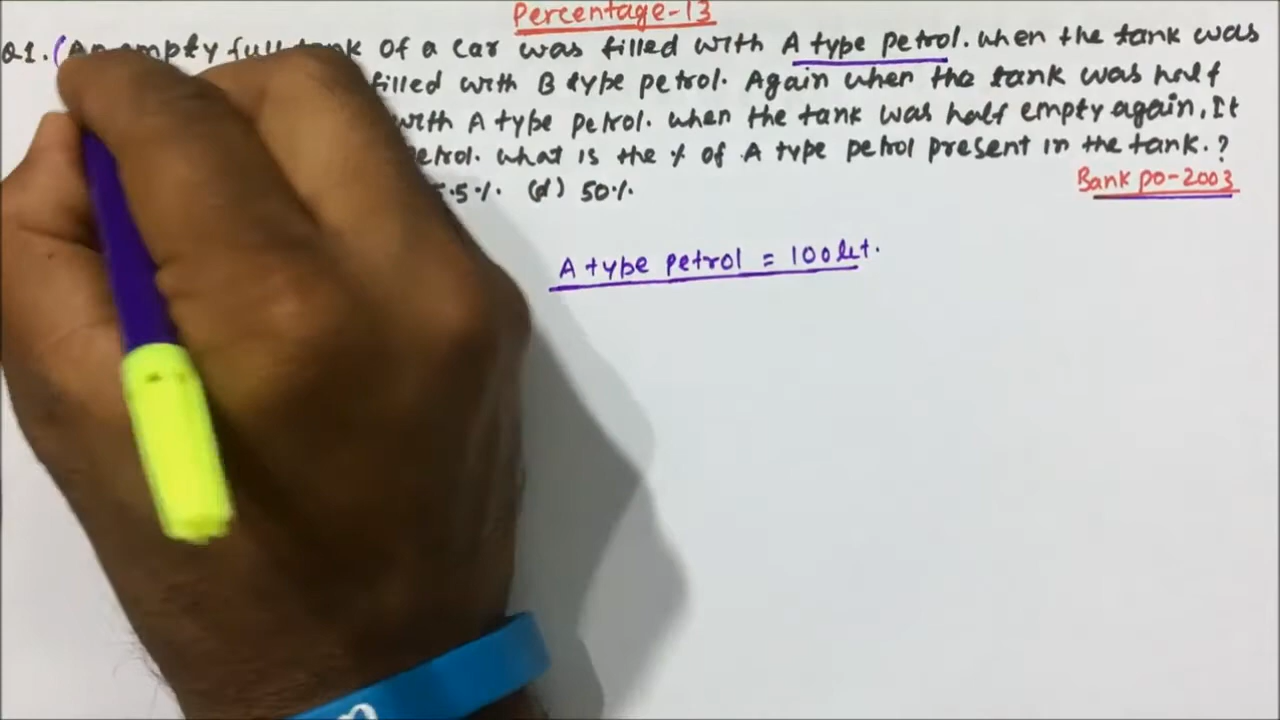 Percentage-13
Q1. (An empty fuel tank of a car was filled with A type petrol. when the tank was
filled with B type petrol. Again when the tank was half
with A type petrol. when the tank was half empty again, It
petrol. what is the % of A type petrol present in the tank.?
.5%. (d) 50%.
Bank PO-2003
A type petrol = 100 let.